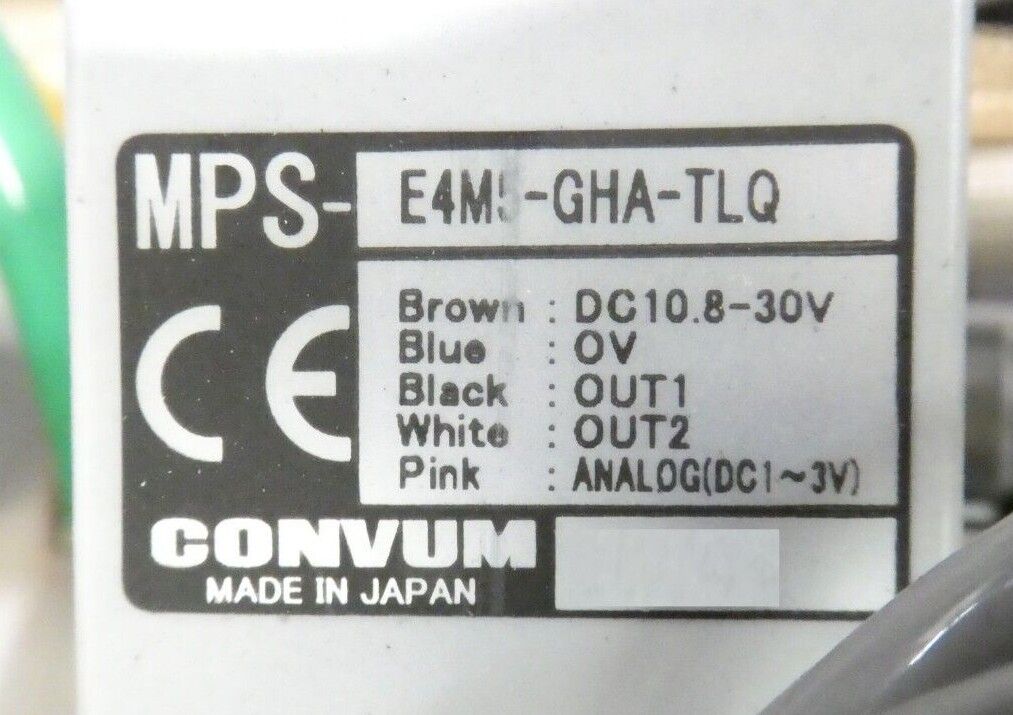 MPS- E4M5-GHA-TLQ
CE
Brown : DC10.8-30V
Blue : 0V
Black : OUT1
White : OUT2
Pink : ANALOG(DC1~3V)
CONVUM
MADE IN JAPAN